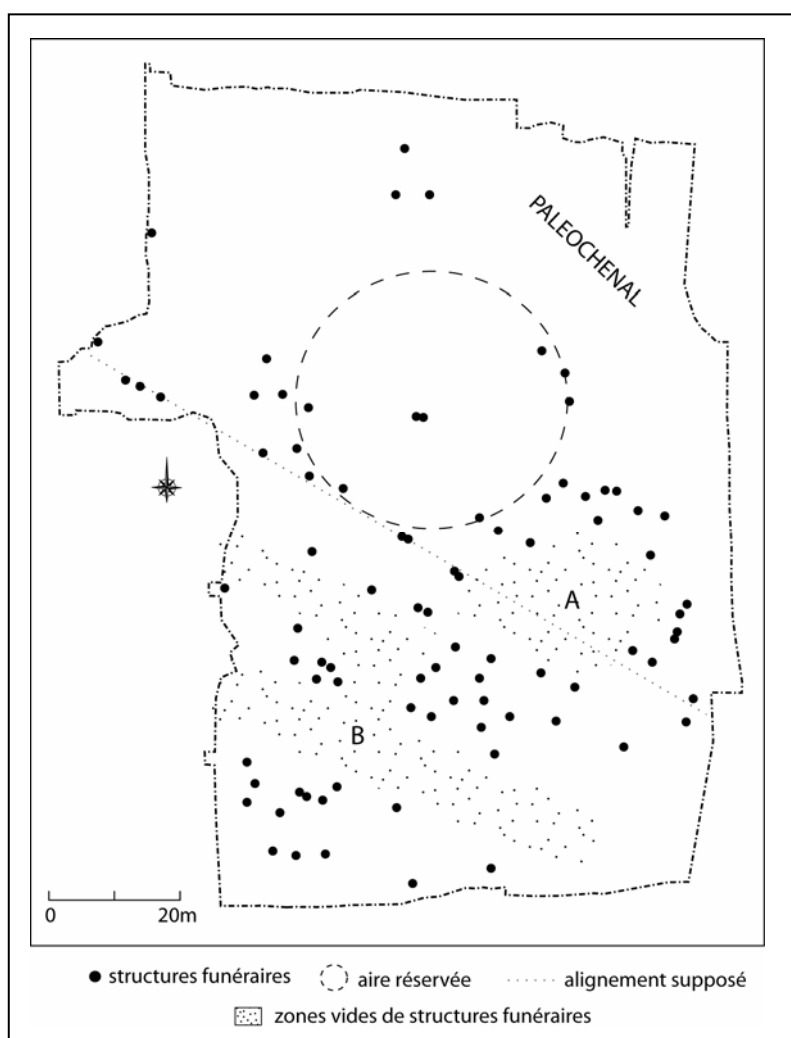 PALEOCHENAL
A
B
0 20m
structures funéraires aire réservée alignement supposé
zones vides de structures funéraires